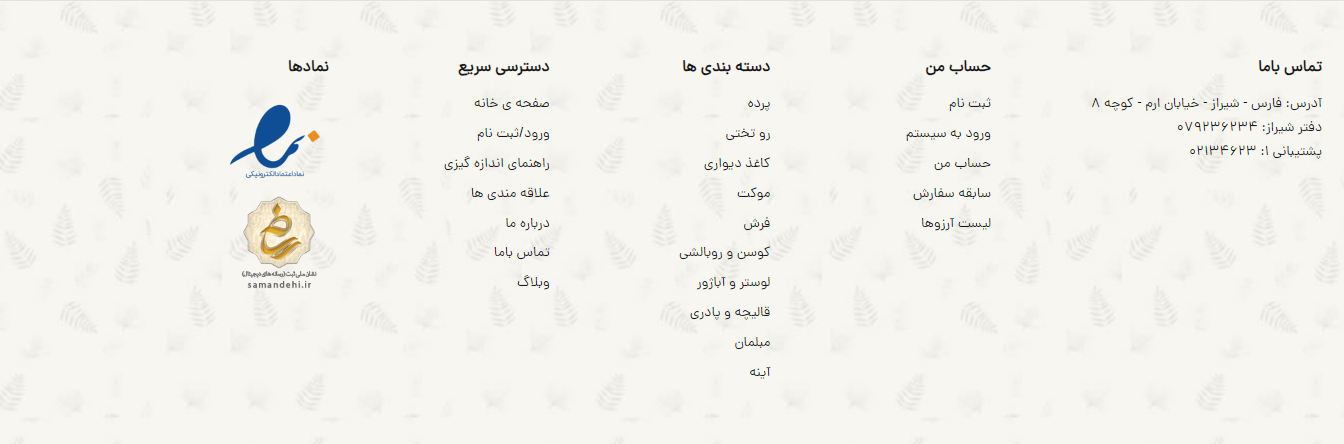 تماس باما
آدرس: فارس - شیراز - خیابان ارم - کوچه ۸
دفتر شیراز: ۰۷۹۲۳۶۲۳۴
پشتیبانی ۱: ۰۲۱۳۴۶۲۳
حساب من
ثبت نام
ورود به سیستم
حساب من
سابقه سفارش
لیست آرزوها
دسته بندی ها
پرده
رو تختی
کاغذ دیواری
موکت
فرش
کوسن و روبالشی
لوستر و آباژور
قالیچه و پادری
مبلمان
آینه
دسترسی سریع
صفحه ی خانه
ورود/ثبت نام
راهنمای اندازه گیزی
علاقه مندی ها
درباره ما
تماس باما
وبلاگ
نمادها
نماد اعتماد الکترونیکی
نشان ملی ثبت (رسانه های دیجیتال)
samandehi.ir